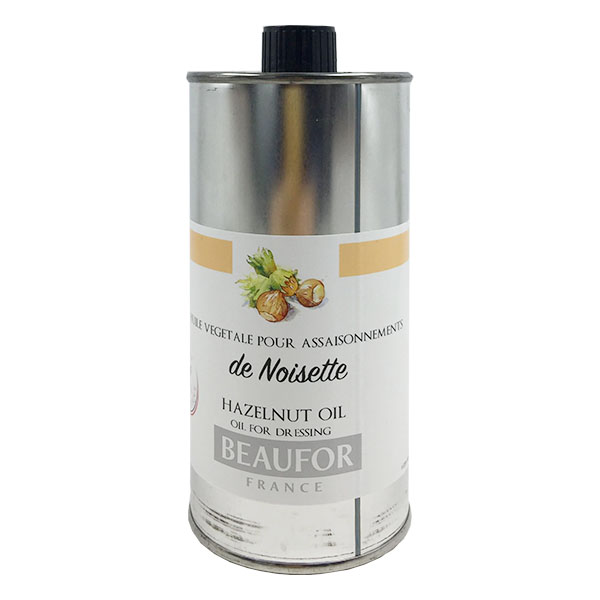 VEGETALE POUR ASSAISONNEMENTS
de Noisette
HAZELNUT OIL
OIL FOR DRESSING
BEAUFOR
FRANCE